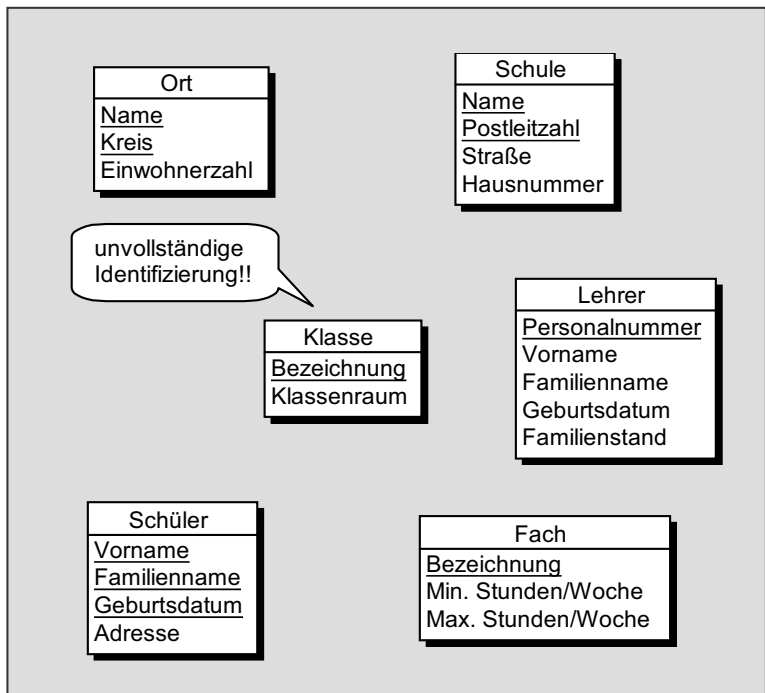 Ort
Name
Kreis
Einwohnerzahl
Schule
Name
Postleitzahl
Straße
Hausnummer
unvollständige
Identifizierung!!
Klasse
Bezeichnung
Klassenraum
Lehrer
Personalnummer
Vorname
Familienname
Geburtsdatum
Familienstand
Schüler
Vorname
Familienname
Geburtsdatum
Adresse
Fach
Bezeichnung
Min. Stunden/Woche
Max. Stunden/Woche